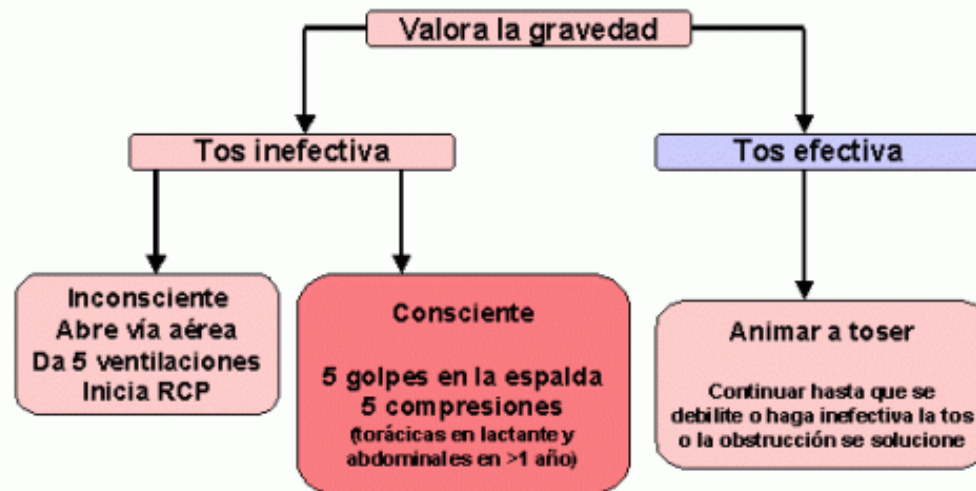 Valora la gravedad
Tos inefectiva
Tos efectiva
Inconsciente
Abre vía aérea
Da 5 ventilaciones
Inicia RCP
Consciente
5 golpes en la espalda
5 compresiones
(torácicas en lactante y
abdominales en >1 año)
Animar a toser
Continuar hasta que se
debilite o haga inefectiva la tos
o la obstrucción se solucione